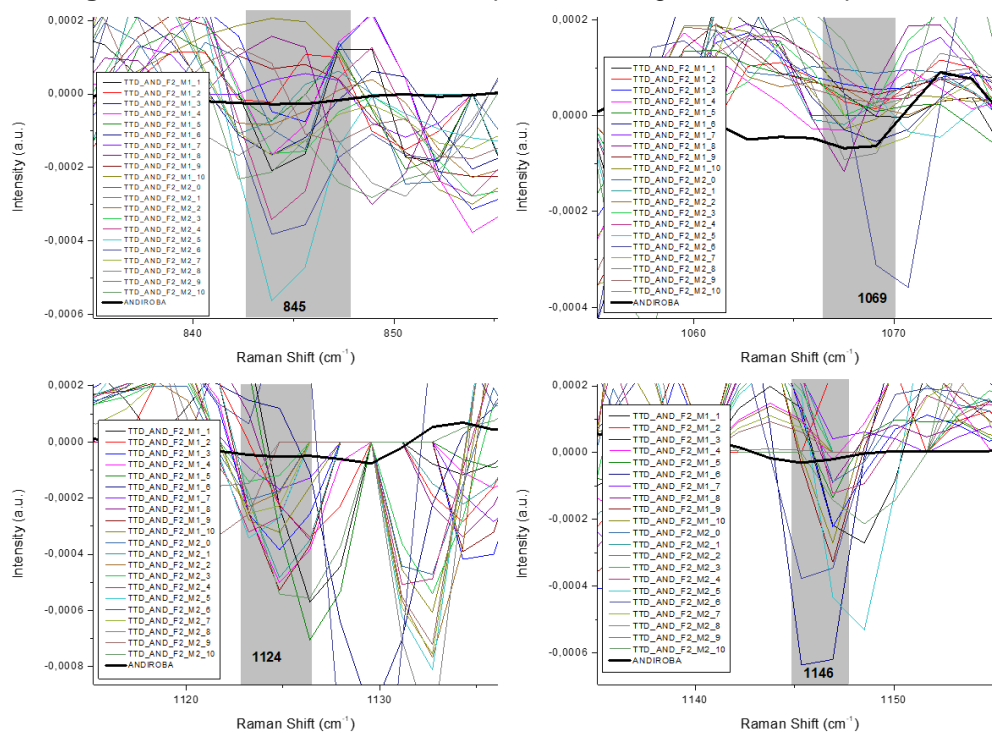 0,0002
0,0000
-0,0002
-0,0004
-0,0006
Intensity (a.u.)
TTD_AND_F2_M1_1
TTD_AND_F2_M1_2
TTD_AND_F2_M1_3
TTD_AND_F2_M1_4
TTD_AND_F2_M1_5
TTD_AND_F2_M1_6
TTD_AND_F2_M1_7
TTD_AND_F2_M1_8
TTD_AND_F2_M1_9
TTD_AND_F2_M1_10
TTD_AND_F2_M2_0
TTD_AND_F2_M2_1
TTD_AND_F2_M2_2
TTD_AND_F2_M2_3
TTD_AND_F2_M2_4
TTD_AND_F2_M2_5
TTD_AND_F2_M2_6
TTD_AND_F2_M2_7
TTD_AND_F2_M2_8
TTD_AND_F2_M2_9
TTD_AND_F2_M2_10
ANDIROBA
845
840 850
Raman Shift (cm-1)
0,0002
0,0000
-0,0002
-0,0004
Intensity (a.u.)
TTD_AND_F2_M1_1
TTD_AND_F2_M1_2
TTD_AND_F2_M1_3
TTD_AND_F2_M1_4
TTD_AND_F2_M1_5
TTD_AND_F2_M1_6
TTD_AND_F2_M1_7
TTD_AND_F2_M1_8
TTD_AND_F2_M1_9
TTD_AND_F2_M1_10
TTD_AND_F2_M2_0
TTD_AND_F2_M2_1
TTD_AND_F2_M2_2
TTD_AND_F2_M2_3
TTD_AND_F2_M2_4
TTD_AND_F2_M2_5
TTD_AND_F2_M2_6
TTD_AND_F2_M2_7
TTD_AND_F2_M2_8
TTD_AND_F2_M2_9
TTD_AND_F2_M2_10
ANDIROBA
1069
1060 1070
Raman Shift (cm-1)
0,0002
0,0000
-0,0002
-0,0004
-0,0006
-0,0008
Intensity (a.u.)
TTD_AND_F2_M1_1
TTD_AND_F2_M1_2
TTD_AND_F2_M1_3
TTD_AND_F2_M1_4
TTD_AND_F2_M1_5
TTD_AND_F2_M1_6
TTD_AND_F2_M1_7
TTD_AND_F2_M1_8
TTD_AND_F2_M1_9
TTD_AND_F2_M1_10
TTD_AND_F2_M2_0
TTD_AND_F2_M2_1
TTD_AND_F2_M2_2
TTD_AND_F2_M2_3
TTD_AND_F2_M2_4
TTD_AND_F2_M2_5
TTD_AND_F2_M2_6
TTD_AND_F2_M2_7
TTD_AND_F2_M2_8
TTD_AND_F2_M2_9
TTD_AND_F2_M2_10
ANDIROBA
1124
1120 1130
Raman Shift (cm-1)
0,0002
0,0000
-0,0002
-0,0004
-0,0006
Intensity (a.u.)
TTD_AND_F2_M1_1
TTD_AND_F2_M1_2
TTD_AND_F2_M1_3
TTD_AND_F2_M1_4
TTD_AND_F2_M1_5
TTD_AND_F2_M1_6
TTD_AND_F2_M1_7
TTD_AND_F2_M1_8
TTD_AND_F2_M1_9
TTD_AND_F2_M1_10
TTD_AND_F2_M2_0
TTD_AND_F2_M2_1
TTD_AND_F2_M2_2
TTD_AND_F2_M2_3
TTD_AND_F2_M2_4
TTD_AND_F2_M2_5
TTD_AND_F2_M2_6
TTD_AND_F2_M2_7
TTD_AND_F2_M2_8
TTD_AND_F2_M2_9
TTD_AND_F2_M2_10
ANDIROBA
1146
1140 1150
Raman Shift (cm-1)